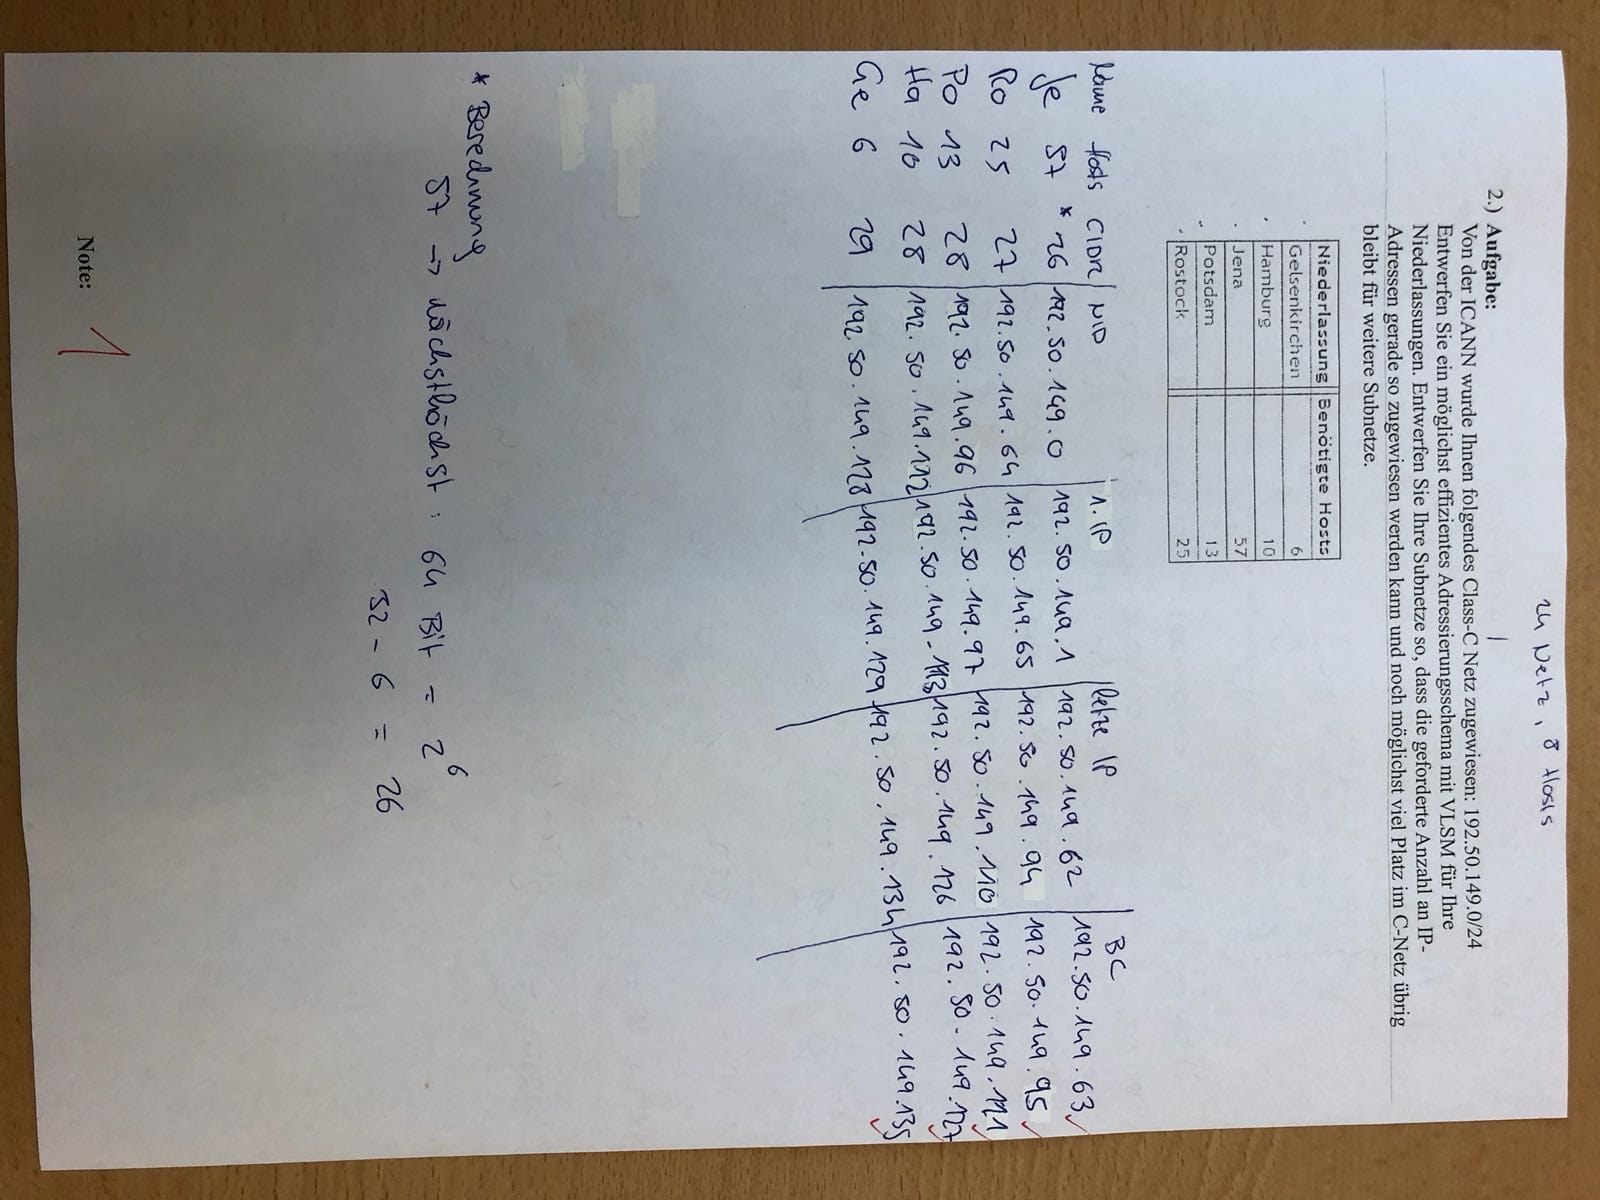 24 Netz, 8 Hosts
2.) Aufgabe:
Von der ICANN wurde Ihnen folgendes Class-C Netz zugewiesen: 192.50.149.0/24
Entwerfen Sie ein möglichst effizientes Adressierungsschema mit VLSM für Ihre
Niederlassungen. Entwerfen Sie Ihre Subnetze so, dass die geforderte Anzahl an IP-
Adressen gerade so zugewiesen werden kann und noch möglichst viel Platz im C-Netz übrig
bleibt für weitere Subnetze.
Niederlassung Benötigte Hosts
Gelsenkirchen 6
Hamburg 10
Jena 57
Potsdam 13
Rostock 25
Name Hosts CIDR NID 1. IP letze IP BC
Je 57 * 26 192.50.149.0 192.50.149.1 192.50.149.62 192.50.149.63
Ro 25 27 192.50.149.64 192.50.149.65 192.50.149.94 192.50.149.95
Po 13 28 192.50.149.96 192.50.149.97 192.50.149.110 192.50.149.111
Ha 10 28 192.50.149.112 192.50.149.113 192.50.149.126 192.50.149.127
Ge 6 29 192.50.149.128 192.50.149.129 192.50.149.134 192.50.149.135
* Berechnung
57 → nächsthöchst: 64 Bit = 2^6
32 - 6 = 26
Note: 1